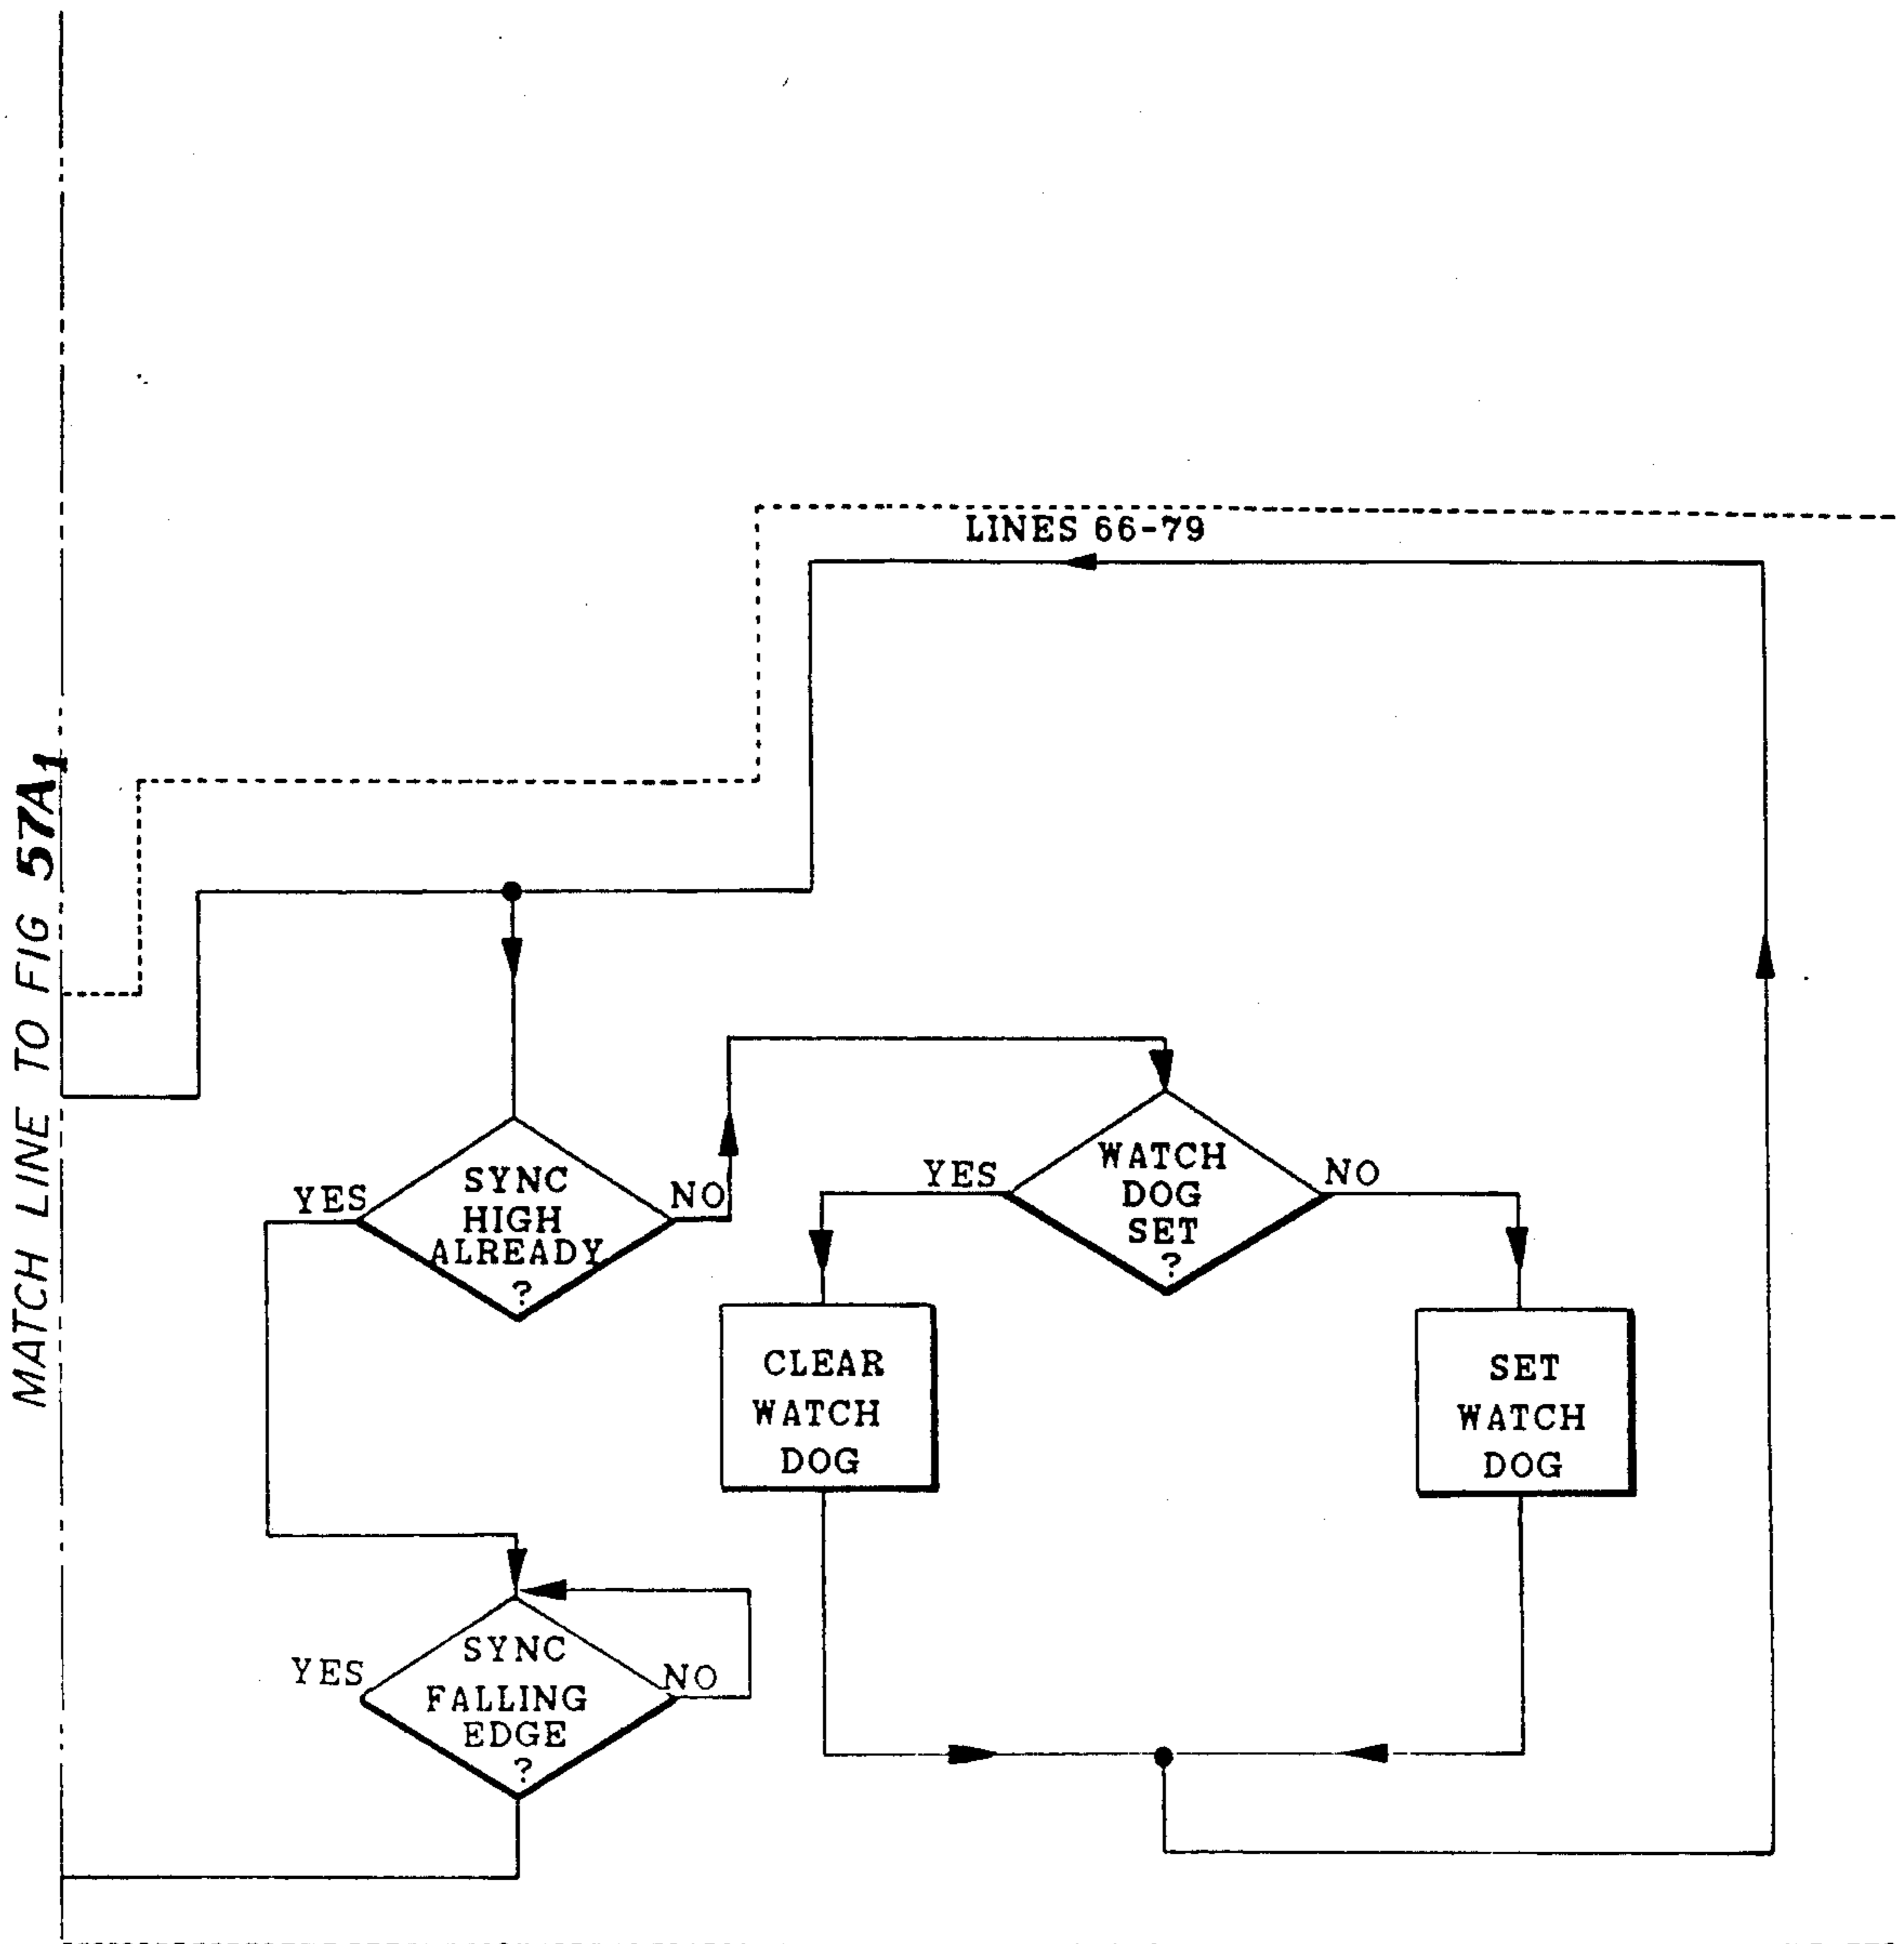 MATCH LINE TO FIG 57A1
LINES 66-79
SYNC
HIGH
ALREADY
?
YES
NO
WATCH
DOG
SET
?
YES
NO
CLEAR
WATCH
DOG
SET
WATCH
DOG
SYNC
FALLING
EDGE
?
YES
NO